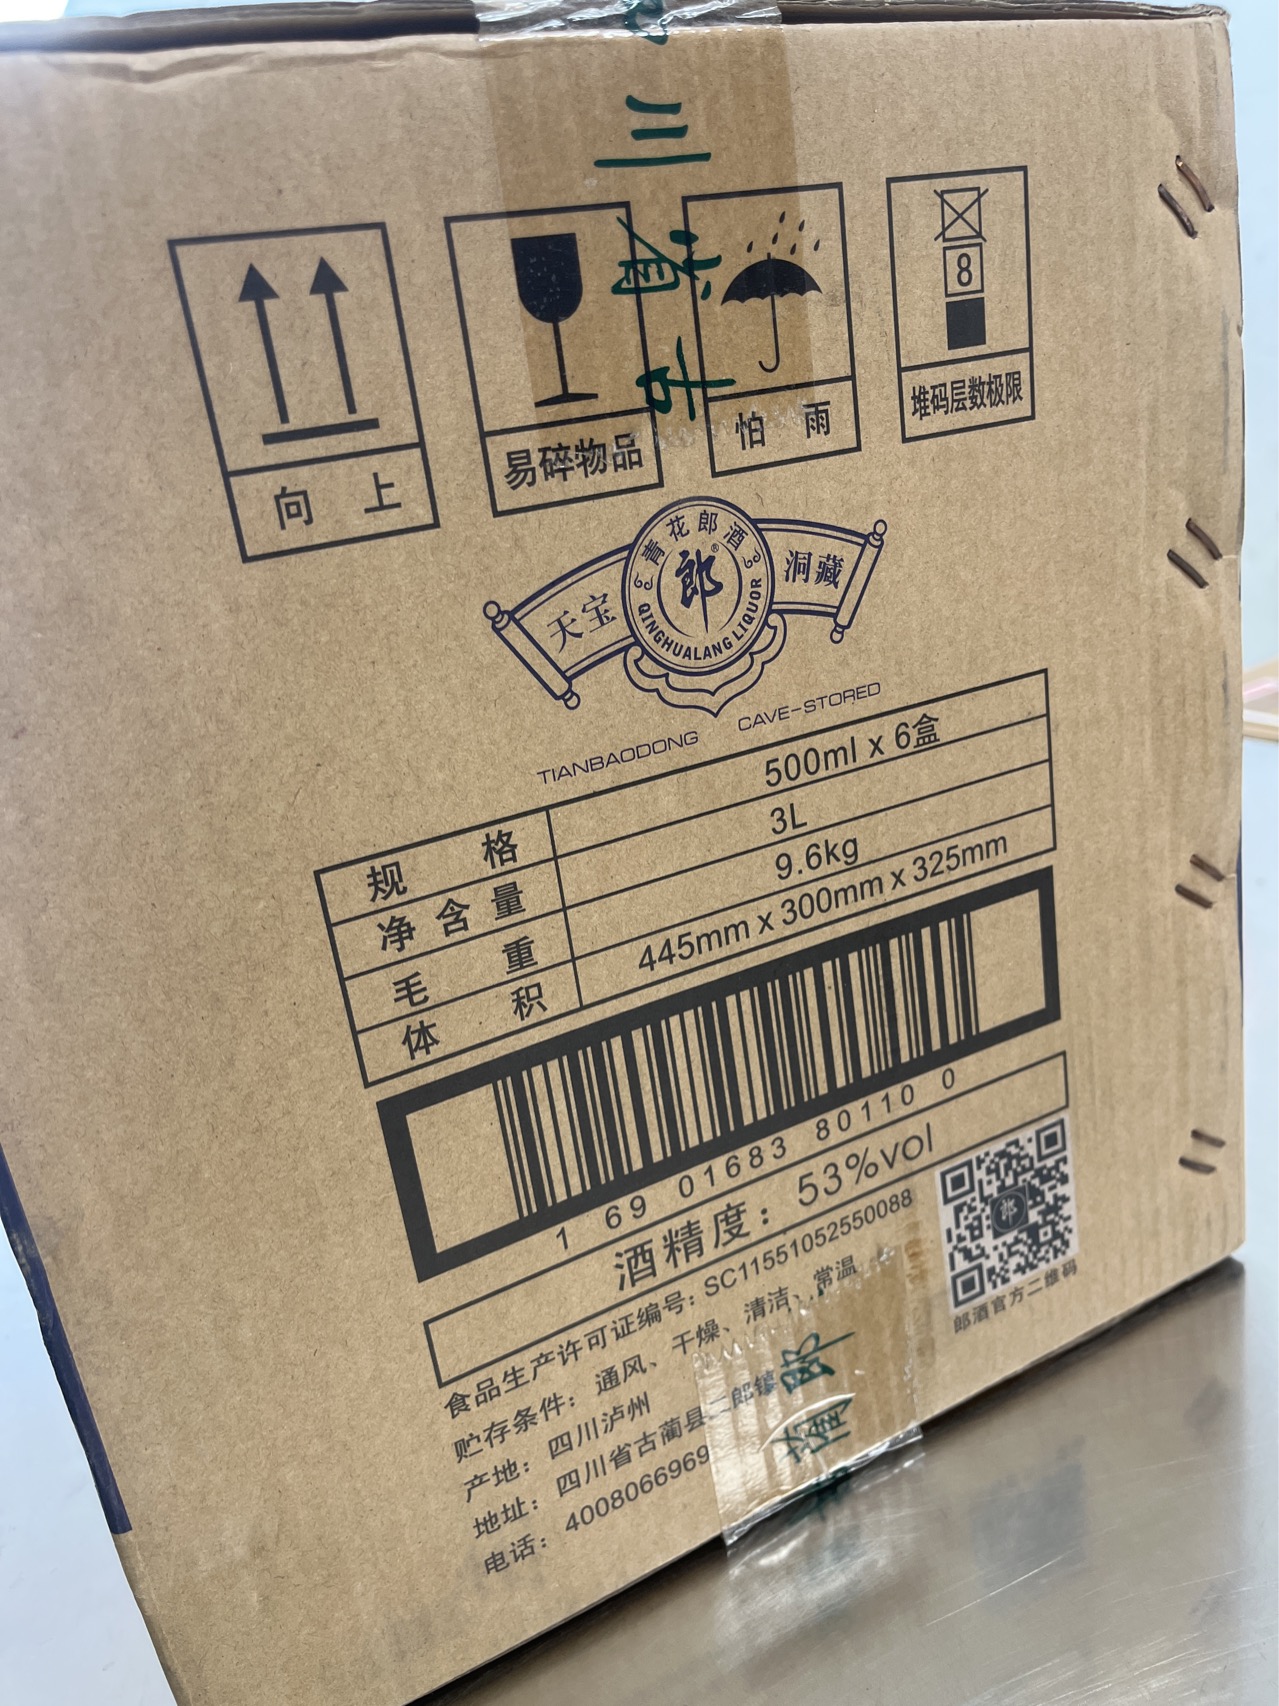 川
省
古
8
向 上
易碎物品
怕 雨
堆码层数极限
青花郎酒
郎®
QINGHUALANG LIQUOR
天宝
洞藏
TIANBAODONG CAVE-STORED
规 格 500ml x 6盒
净含量 3L
毛 重 9.6kg
体 积 445mm x 300mm x 325mm
1 69 01683 80110 0
酒精度：53%vol
食品生产许可证编号：SC11551052550088
贮存条件：通风、干燥、清洁、常温
产地：四川泸州
地址：四川省古蔺县二郎镇
电话：4008066969
郎酒官方二维码
郎
蔺